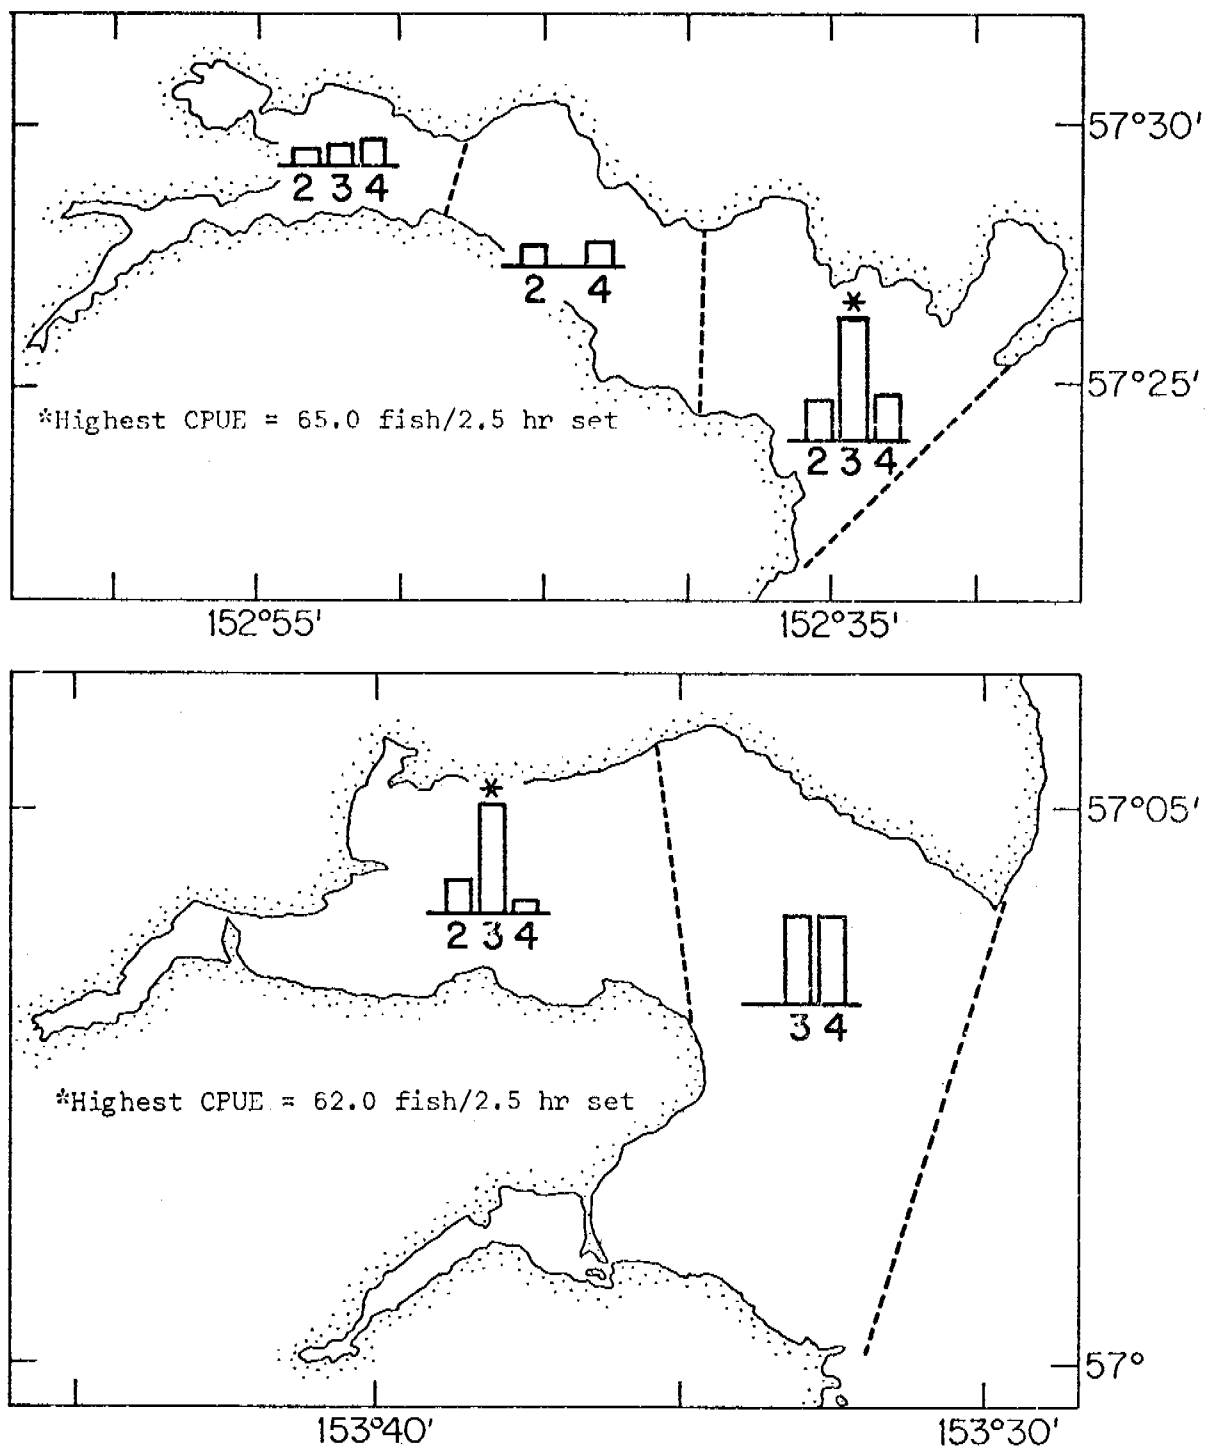 57°30'
2 3 4
2 4
*
57°25'
*Highest CPUE = 65.0 fish/2.5 hr set
2 3 4
152°55' 152°35'
57°05'
*
2 3 4
3 4
*Highest CPUE = 62.0 fish/2.5 hr set
57°
153°40' 153°30'